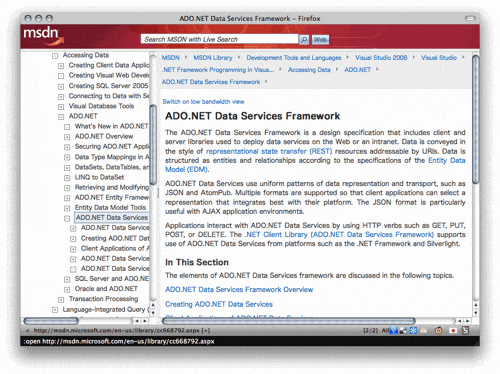 ADO.NET Data Services Framework - Firefox
msdn
Search MSDN with Live Search
Web
Accessing Data
Creating Client Data Applic
Creating Visual Web Develo
Creating SQL Server 2005
Connecting to Data with Se
Visual Database Tools
ADO.NET
What's New in ADO.NET
ADO.NET Overview
Securing ADO.NET Applic
Data Type Mappings in A
DataSets, DataTables, an
LINQ to DataSet
Retrieving and Modifying
ADO.NET Entity Framew
Entity Data Model Tools
ADO.NET Data Services
ADO.NET Data Service
Creating ADO.NET Dat
Client Applications of A
ADO.NET Data Service
ADO.NET Data Service
SQL Server and ADO.NE
Oracle and ADO.NET
Transaction Processing
Language-Integrated Query (
MSDN MSDN Library Development Tools and Languages Visual Studio 2008 Visual Studio
.NET Framework Programming in Visua... Accessing Data ADO.NET
ADO.NET Data Services Framework
Switch on low bandwidth view
ADO.NET Data Services Framework
The ADO.NET Data Services Framework is a design specification that includes client and
server libraries used to deploy data services on the Web or an intranet. Data is conveyed in
the style of representational state transfer (REST) resources addressable by URIs. Data is
structured as entities and relationships according to the specifications of the Entity Data
Model (EDM).
ADO.NET Data Services use uniform patterns of data representation and transport, such as
JSON and AtomPub. Multiple formats are supported so that client applications can select a
representation that integrates best with their platform. The JSON format is particularly
useful with AJAX application environments.
Applications interact with ADO.NET Data Services by using HTTP verbs such as GET, PUT,
POST, or DELETE. The .NET Client Library (ADO.NET Data Services Framework) supports
use of ADO.NET Data Services from platforms such as the .NET Framework and Silverlight.
In This Section
The elements of ADO.NET Data Services framework are discussed in the following topics.
ADO.NET Data Services Framework Overview
Creating ADO.NET Data Services
< http://msdn.microsoft.com/en-us/library/cc668792.aspx [+]
[2/2] All
:open http://msdn.microsoft.com/en-us/library/cc668792.aspx